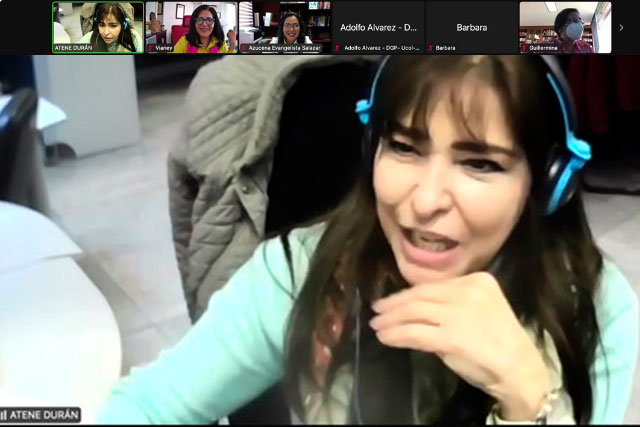 Adolfo Alvarez - D...
Barbara
ATENE DURÁN
Vianey
Azucena Evangelista Salazar
Adolfo Alvarez - DGP - Ucol-...
Barbara
Guillermina
ATENE DURÁN